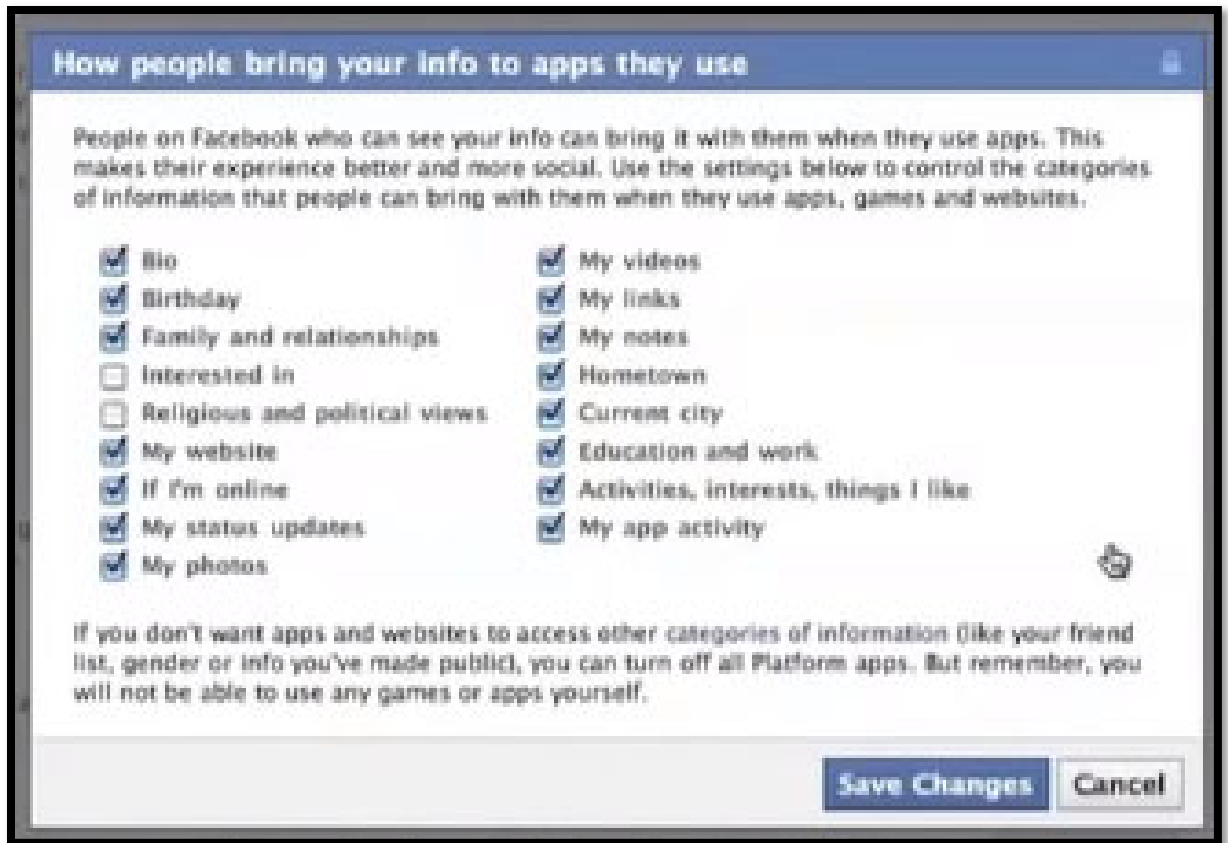 How people bring your info to apps they use
People on Facebook who can see your info can bring it with them when they use apps. This
makes their experience better and more social. Use the settings below to control the categories
of information that people can bring with them when they use apps, games and websites.
Bio
Birthday
Family and relationships
Interested in
Religious and political views
My website
If I'm online
My status updates
My photos
My videos
My links
My notes
Hometown
Current city
Education and work
Activities, interests, things I like
My app activity
If you don't want apps and websites to access other categories of information (like your friend
list, gender or info you've made public), you can turn off all Platform apps. But remember, you
will not be able to use any games or apps yourself.
Save Changes
Cancel